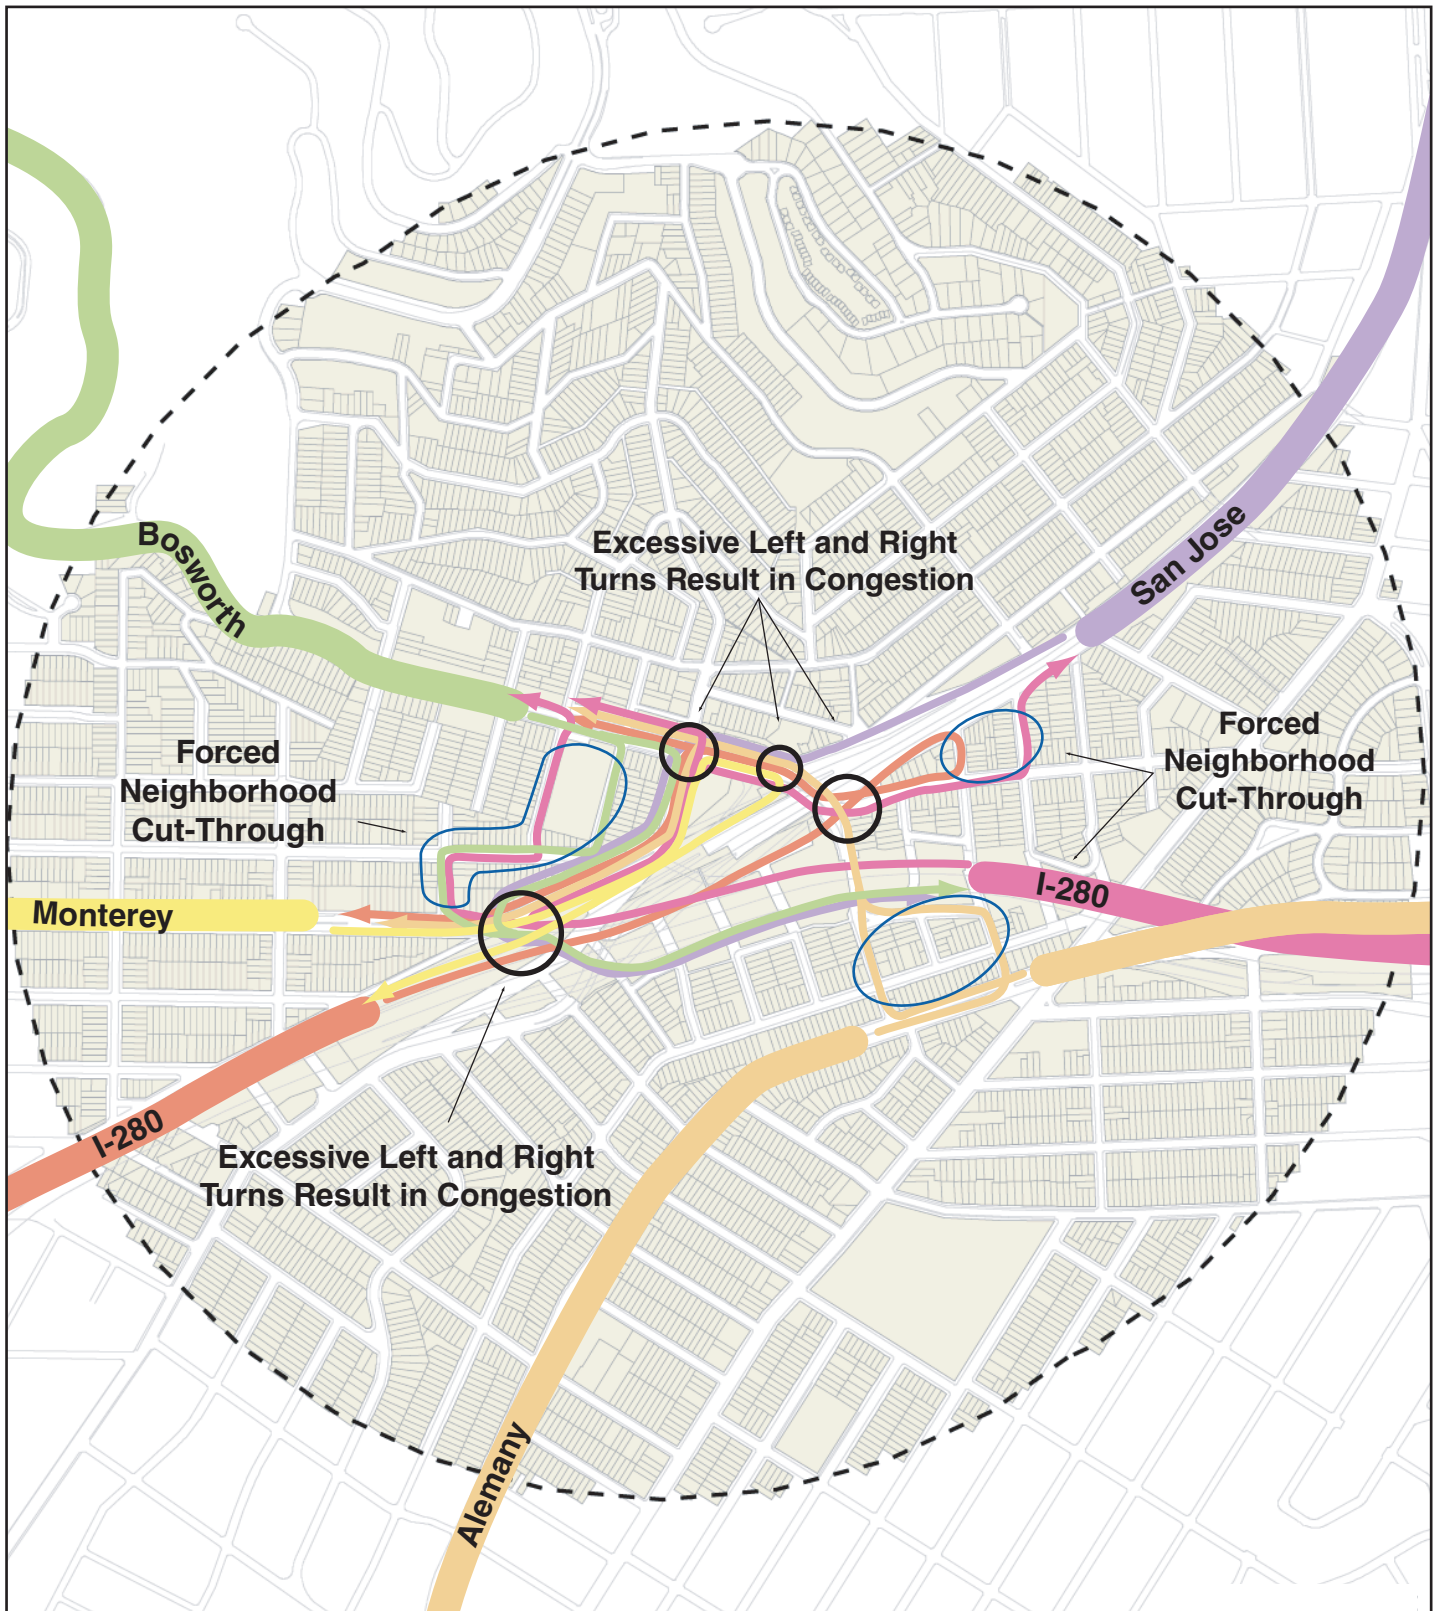 Bosworth
Excessive Left and Right
Turns Result in Congestion
San Jose
Forced
Neighborhood
Cut-Through
Forced
Neighborhood
Cut-Through
Monterey
I-280
I-280
Excessive Left and Right
Turns Result in Congestion
Alemany